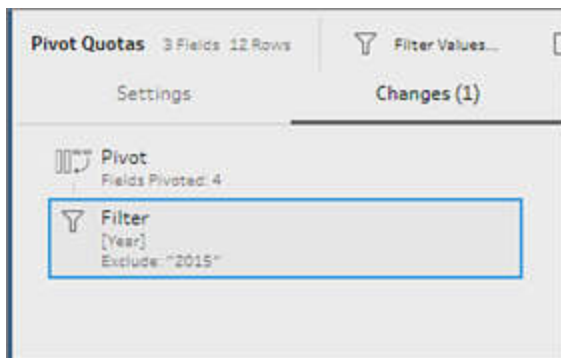 Pivot Quotas 3 Fields 12 Rows Filter Values...
Settings Changes (1)
Pivot
Fields Pivoted: 4
Filter
[Year]
Exclude: "2015"